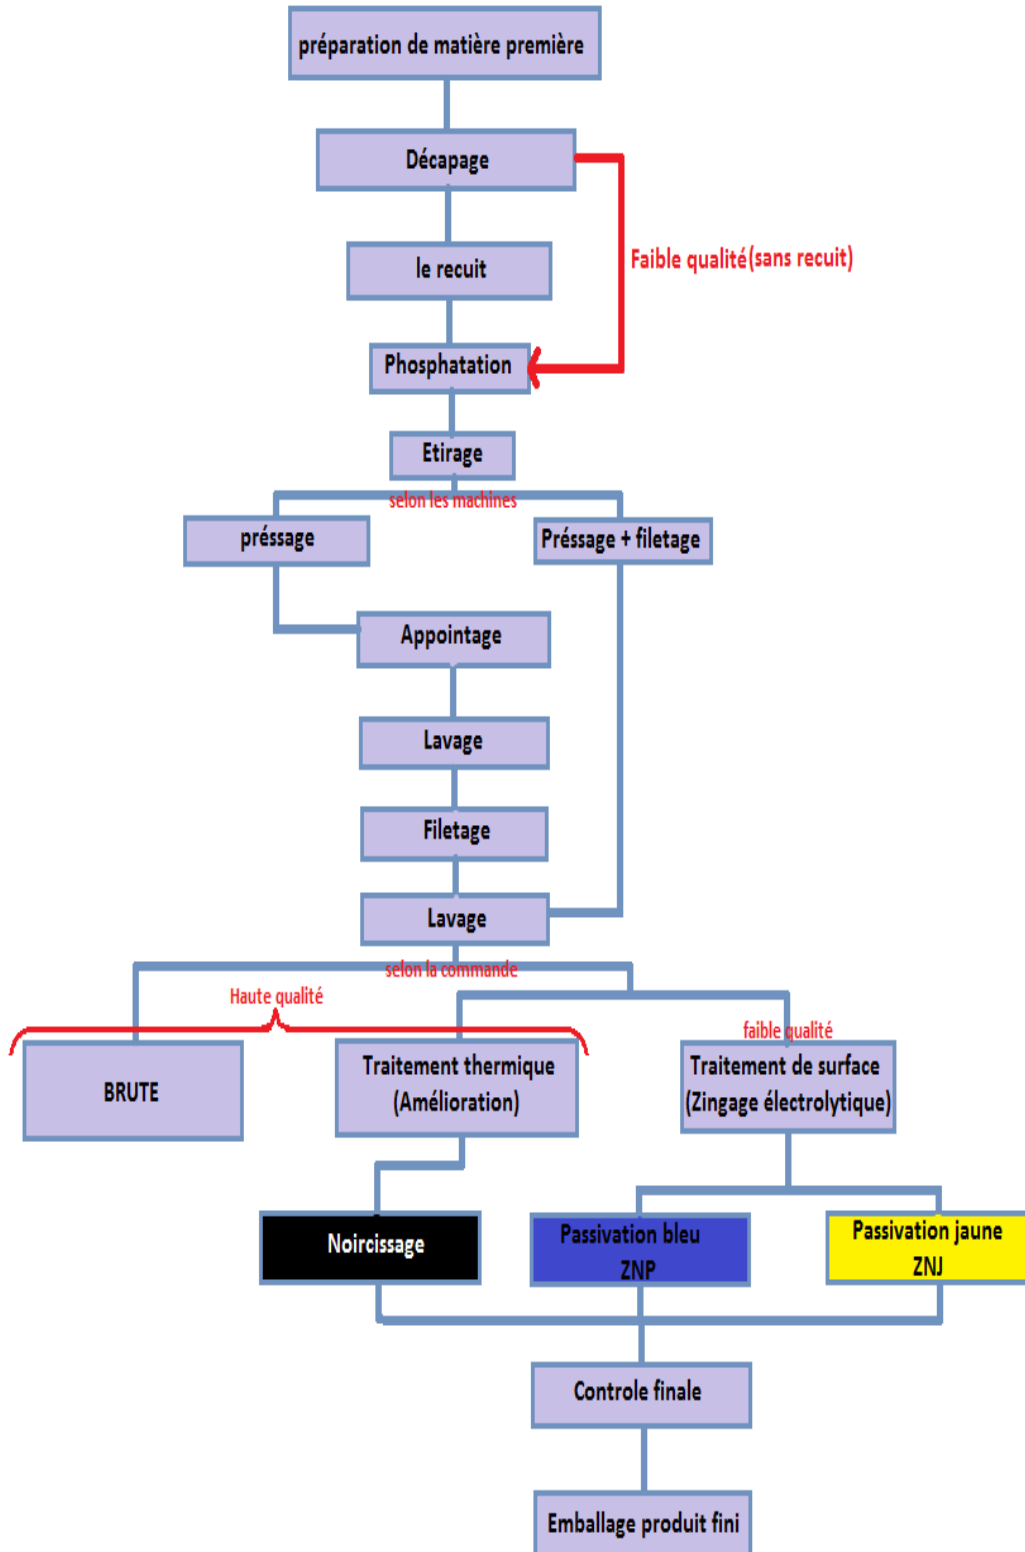 préparation de matière première
Décapage
le recuit
Faible qualité(sans recuit)
Phosphatation
Etirage
selon les machines
préssage
Préssage + filetage
Appointage
Lavage
Filetage
Lavage
selon la commande
Haute qualité
faible qualité
BRUTE
Traitement thermique
(Amélioration)
Traitement de surface
(Zingage électrolytique)
Noircissage
Passivation bleu
ZNP
Passivation jaune
ZNJ
Controle finale
Emballage produit fini